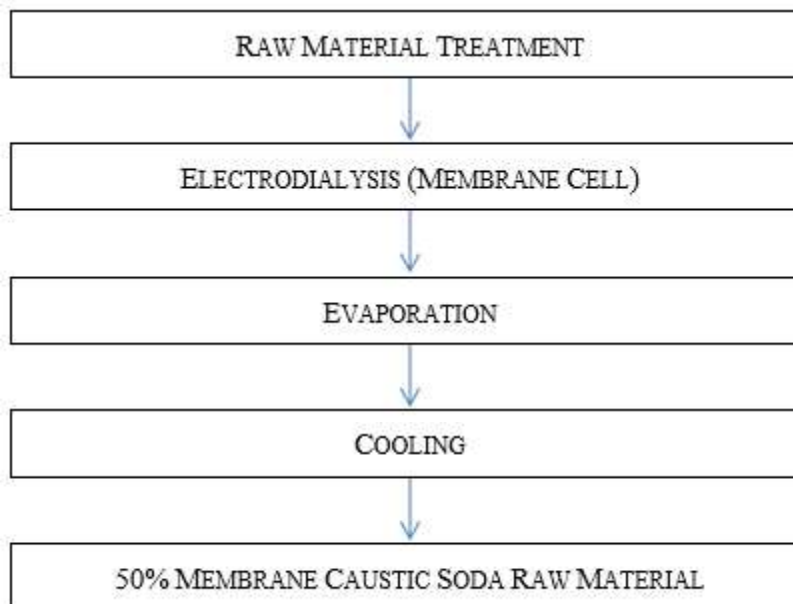 RAW MATERIAL TREATMENT
ELECTRODIALYSIS (MEMBRANE CELL)
EVAPORATION
COOLING
50% MEMBRANE CAUSTIC SODA RAW MATERIAL